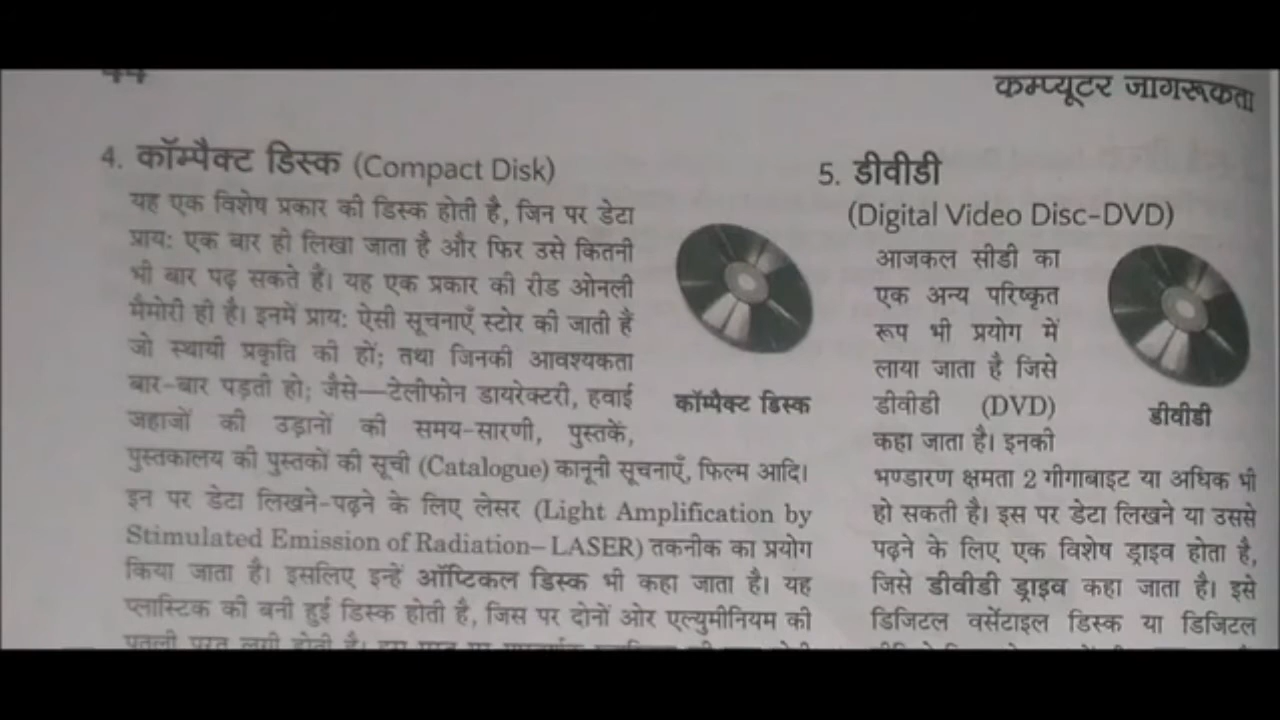 कम्प्यूटर जागरूकता
4. कॉम्पैक्ट डिस्क (Compact Disk)
यह एक विशेष प्रकार की डिस्क होती है, जिन पर डेटा
प्राय: एक बार ही लिखा जाता है और फिर उसे कितनी
भी बार पढ़ सकते हैं। यह एक प्रकार की रीड ओनली
मैमोरी ही है। इनमें प्राय: ऐसी सूचनाएँ स्टोर की जाती हैं
जो स्थायी प्रकृति की हों; तथा जिनकी आवश्यकता
बार-बार पड़ती हो; जैसे—टेलीफोन डायरेक्टरी, हवाई
जहाजों की उड़ानों की समय-सारणी, पुस्तकें,
पुस्तकालय की पुस्तकों की सूची (Catalogue) कानूनी सूचनाएँ, फिल्म आदि।
इन पर डेटा लिखने-पढ़ने के लिए लेसर (Light Amplification by
Stimulated Emission of Radiation– LASER) तकनीक का प्रयोग
किया जाता है। इसलिए इन्हें ऑप्टिकल डिस्क भी कहा जाता है। यह
प्लास्टिक की बनी हुई डिस्क होती है, जिस पर दोनों ओर एल्युमीनियम की
पतली परत लगी होती है।
कॉम्पैक्ट डिस्क
5. डीवीडी
(Digital Video Disc-DVD)
आजकल सीडी का
एक अन्य परिष्कृत
रूप भी प्रयोग में
लाया जाता है जिसे
डीवीडी (DVD)
कहा जाता है। इनकी
भण्डारण क्षमता 2 गीगाबाइट या अधिक भी
हो सकती है। इस पर डेटा लिखने या उससे
पढ़ने के लिए एक विशेष ड्राइव होता है,
जिसे डीवीडी ड्राइव कहा जाता है। इसे
डिजिटल वर्सेटाइल डिस्क या डिजिटल
डीवीडी